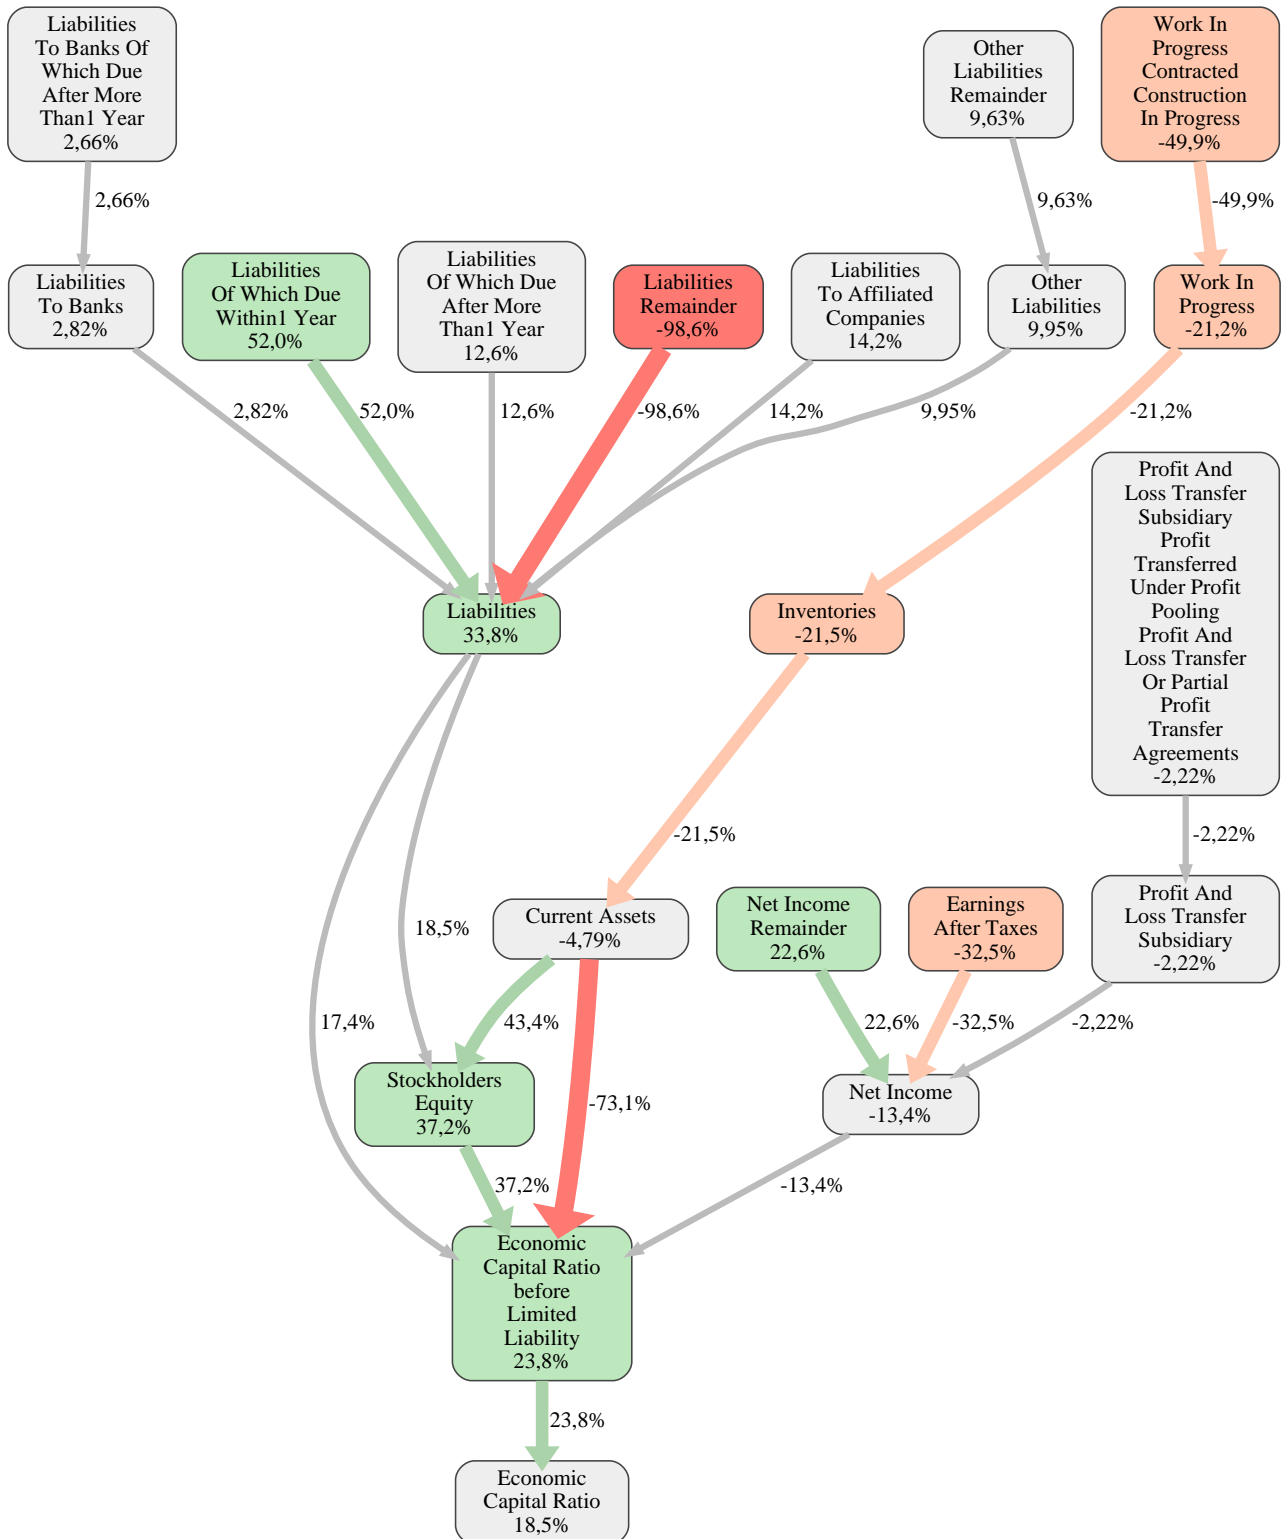 Liabilities
To Banks Of
Which Due
After More
Than1 Year
2,66%
Other
Liabilities
Remainder
9,63%
Work In
Progress
Contracted
Construction
In Progress
-49,9%
2,66%
9,63%
-49,9%
Liabilities
To Banks
2,82%
Liabilities
Of Which Due
Within1 Year
52,0%
Liabilities
Of Which Due
After More
Than1 Year
12,6%
Liabilities
Remainder
-98,6%
Liabilities
To Affiliated
Companies
14,2%
Other
Liabilities
9,95%
Work In
Progress
-21,2%
2,82%
52,0%
12,6%
-98,6%
14,2%
9,95%
-21,2%
Profit And
Loss Transfer
Subsidiary
Profit
Transferred
Under Profit
Pooling
Profit And
Loss Transfer
Or Partial
Profit
Transfer
Agreements
-2,22%
Liabilities
33,8%
Inventories
-21,5%
-21,5%
-2,22%
18,5%
Current Assets
-4,79%
Net Income
Remainder
22,6%
Earnings
After Taxes
-32,5%
Profit And
Loss Transfer
Subsidiary
-2,22%
17,4%
43,4%
22,6%
-32,5%
-2,22%
Stockholders
Equity
37,2%
-73,1%
Net Income
-13,4%
37,2%
-13,4%
Economic
Capital Ratio
before
Limited
Liability
23,8%
23,8%
Economic
Capital Ratio
18,5%